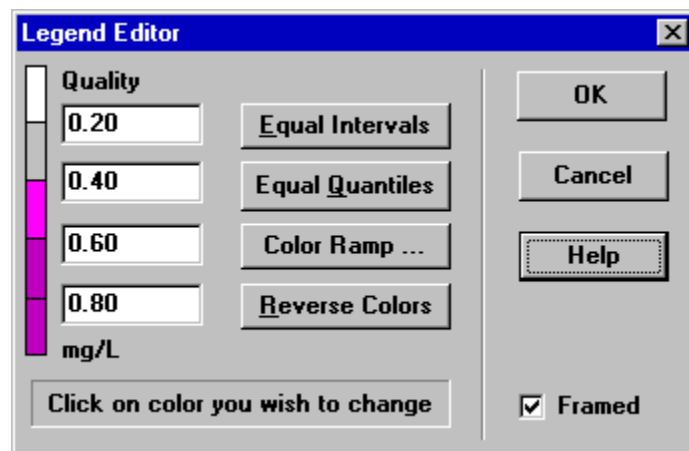 Legend Editor
Quality
0.20
Equal Intervals
0.40
Equal Quantiles
0.60
Color Ramp ...
0.80
Reverse Colors
mg/L
Click on color you wish to change
OK
Cancel
Help
Framed